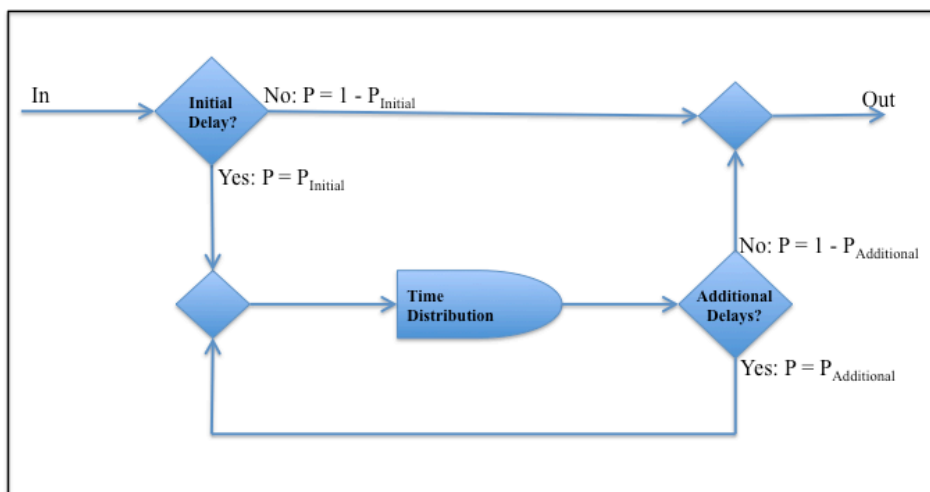 In
Initial
Delay?
No: P = 1 - PInitial
Out
Yes: P = PInitial
No: P = 1 - PAdditional
Time
Distribution
Additional
Delays?
Yes: P = PAdditional